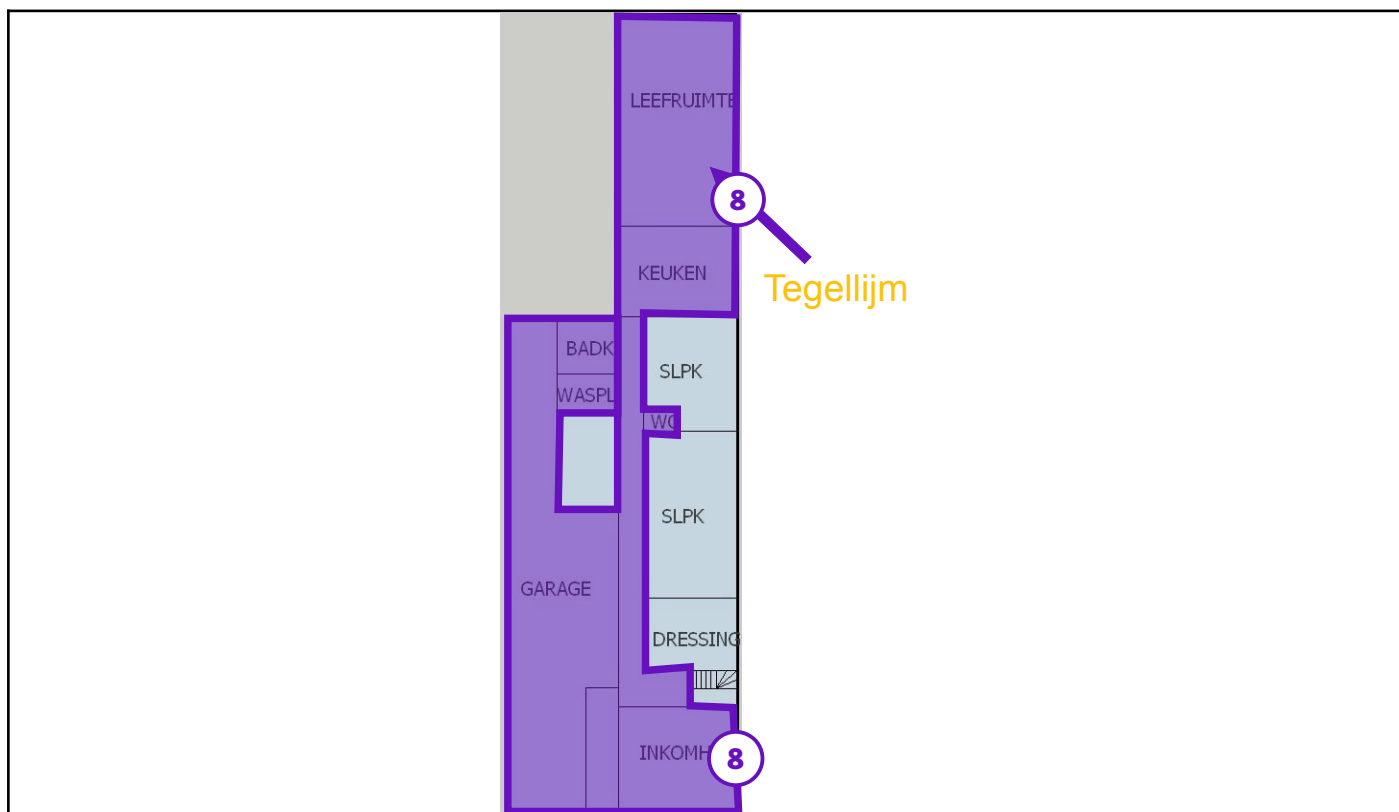 LEEFRUIMTE
8
KEUKEN
Tegellijm
BADK
SLPK
WASPL
WC
SLPK
GARAGE
DRESSING
INKOMH
8